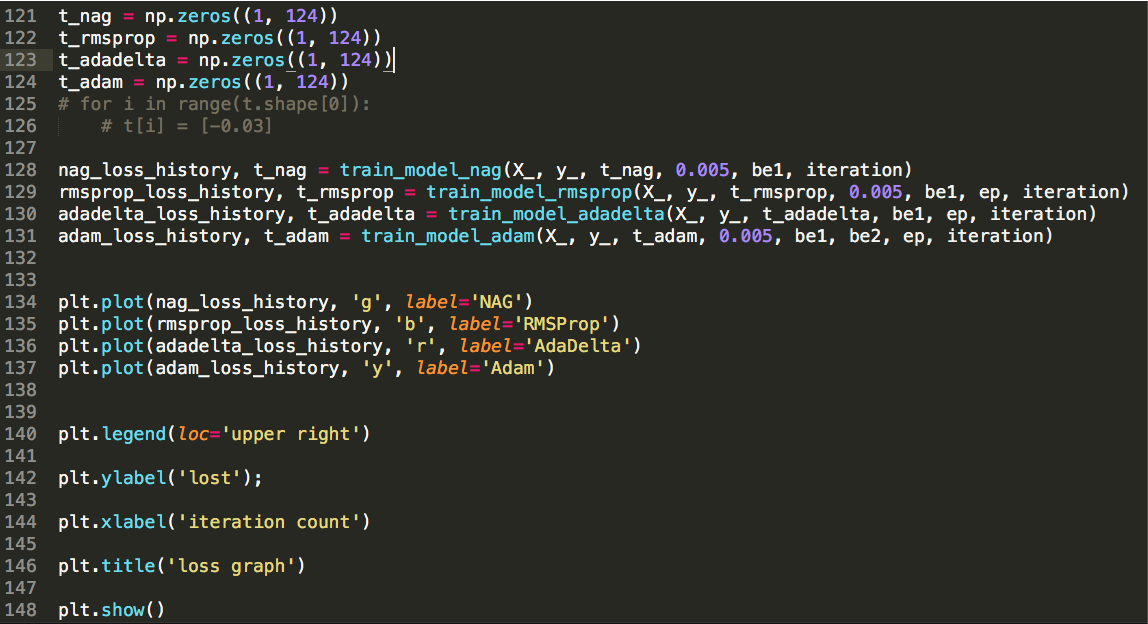 121 t_nag = np.zeros((1, 124))
122 t_rmsprop = np.zeros((1, 124))
123 t_adadelta = np.zeros((1, 124))
124 t_adam = np.zeros((1, 124))
125 # for i in range(t.shape[0]):
126     # t[i] = [-0.03]
127
128 nag_loss_history, t_nag = train_model_nag(X_, y_, t_nag, 0.005, be1, iteration)
129 rmsprop_loss_history, t_rmsprop = train_model_rmsprop(X_, y_, t_rmsprop, 0.005, be1, ep, iteration)
130 adadelta_loss_history, t_adadelta = train_model_adadelta(X_, y_, t_adadelta, be1, ep, iteration)
131 adam_loss_history, t_adam = train_model_adam(X_, y_, t_adam, 0.005, be1, be2, ep, iteration)
132
133
134 plt.plot(nag_loss_history, 'g', label='NAG')
135 plt.plot(rmsprop_loss_history, 'b', label='RMSProp')
136 plt.plot(adadelta_loss_history, 'r', label='AdaDelta')
137 plt.plot(adam_loss_history, 'y', label='Adam')
138
139
140 plt.legend(loc='upper right')
141
142 plt.ylabel('lost');
143
144 plt.xlabel('iteration count')
145
146 plt.title('loss graph')
147
148 plt.show()